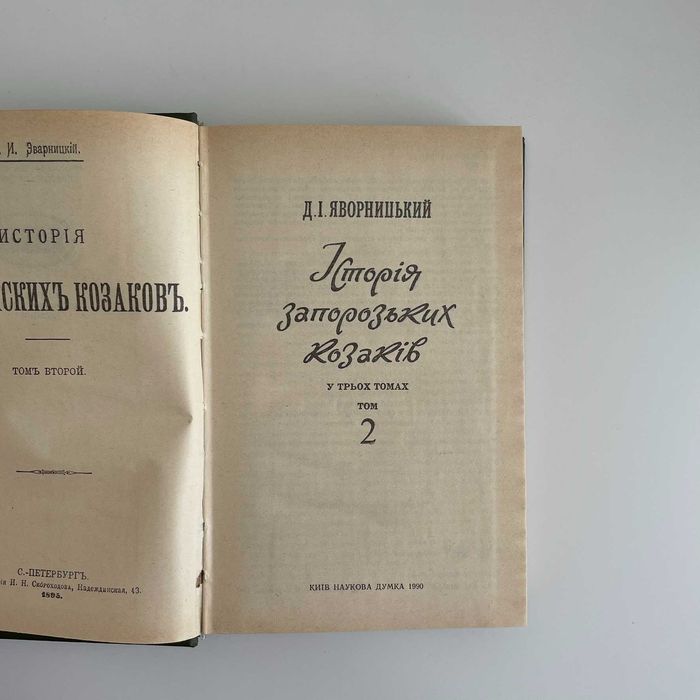 И. Эварницкій.
ИСТОРІЯ
СКИХЪ КОЗАКОВЪ.
ТОМЪ ВТОРОЙ.
С.-ПЕТЕРБУРГЪ.
И. Н. Скороходова, Надеждинская, 43.
1895.
Д.І. ЯВОРНИЦЬКИЙ
Історія
запорозьких
козаків
У ТРЬОХ ТОМАХ
ТОМ
2
КИЇВ НАУКОВА ДУМКА 1990